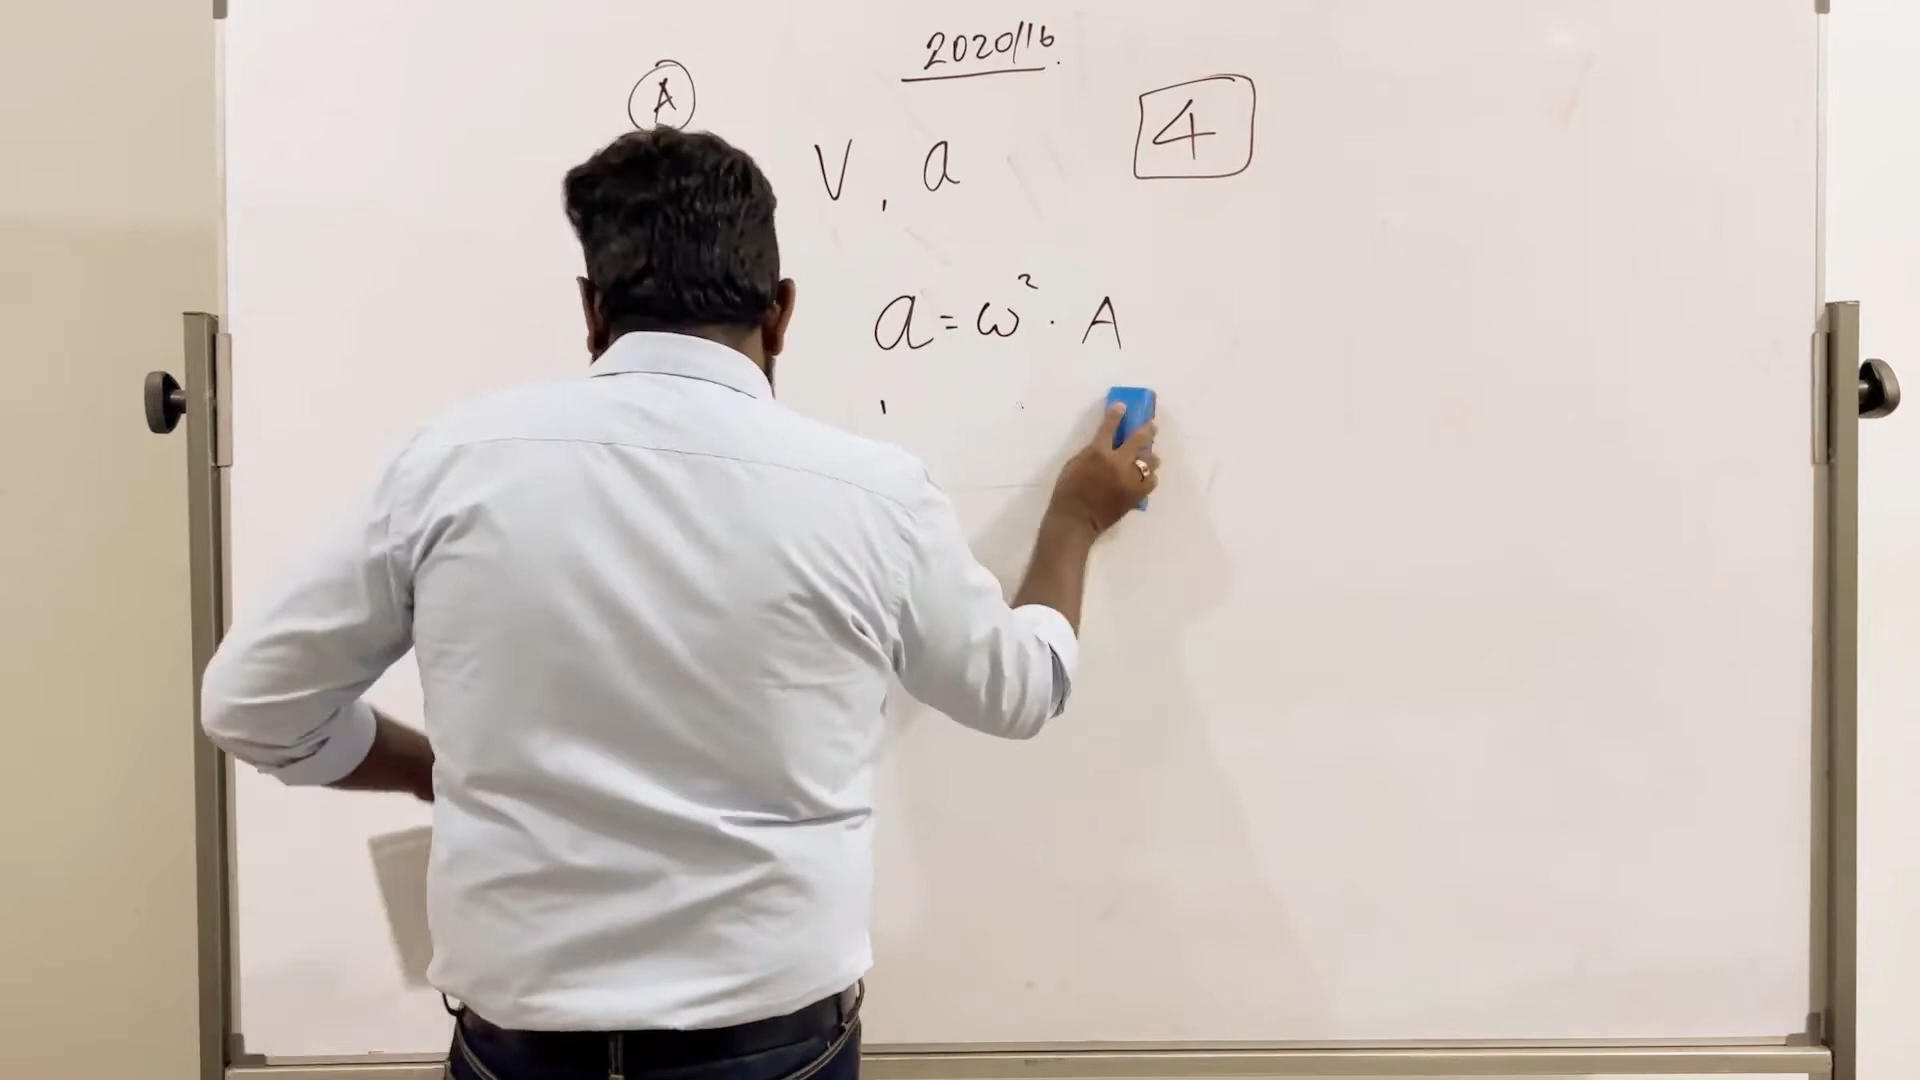 2020/16.
A
4
V, a
a = ω². A